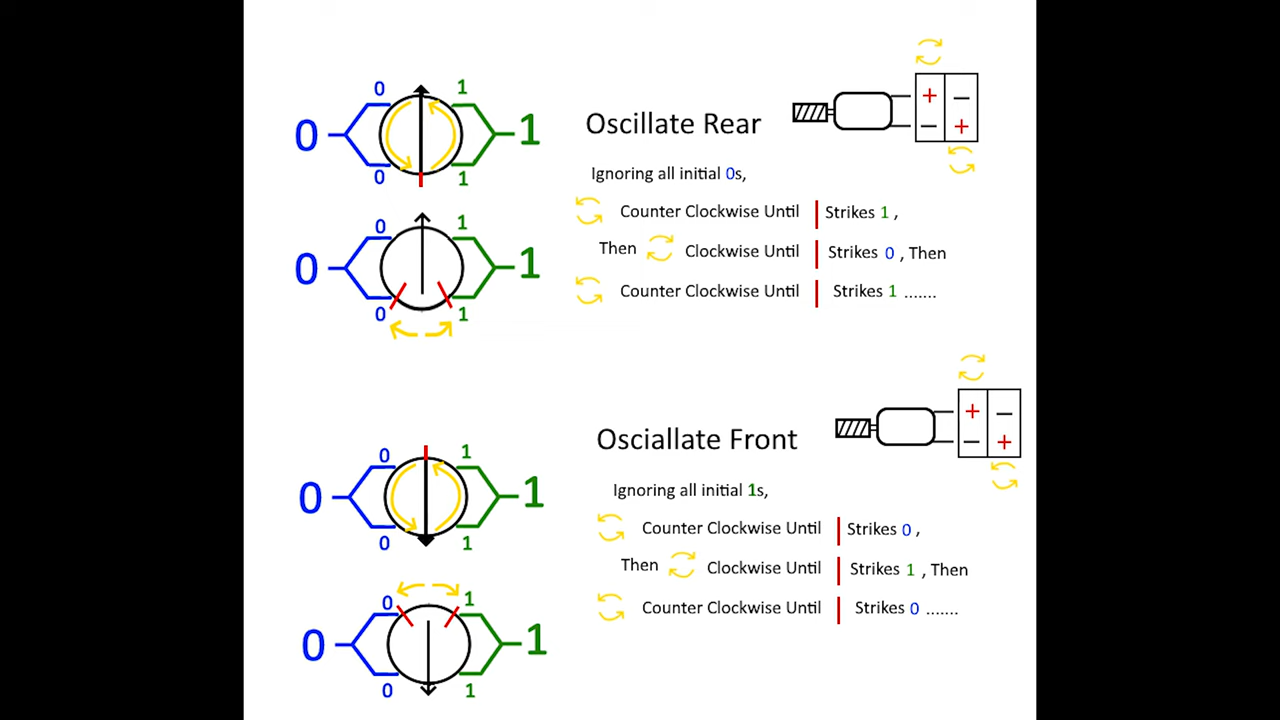 0 1
0 1
0 1
Oscillate Rear
+ −
− +
Ignoring all initial 0s,
Counter Clockwise Until | Strikes 1 ,
Then Clockwise Until | Strikes 0 , Then
Counter Clockwise Until | Strikes 1 .......
0 1
0 1
0 1
Osciallate Front
+ −
− +
Ignoring all initial 1s,
Counter Clockwise Until | Strikes 0 ,
Then Clockwise Until | Strikes 1 , Then
Counter Clockwise Until | Strikes 0 .......
0 1
0 1
0 1
0 1
0 1
0 1